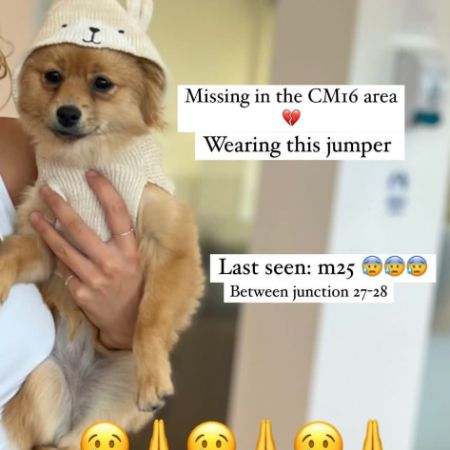 Missing in the CM16 area
💔
Wearing this jumper
Last seen: m25 😰😰😰
Between junction 27-28
😢🙏😢🙏😢🙏